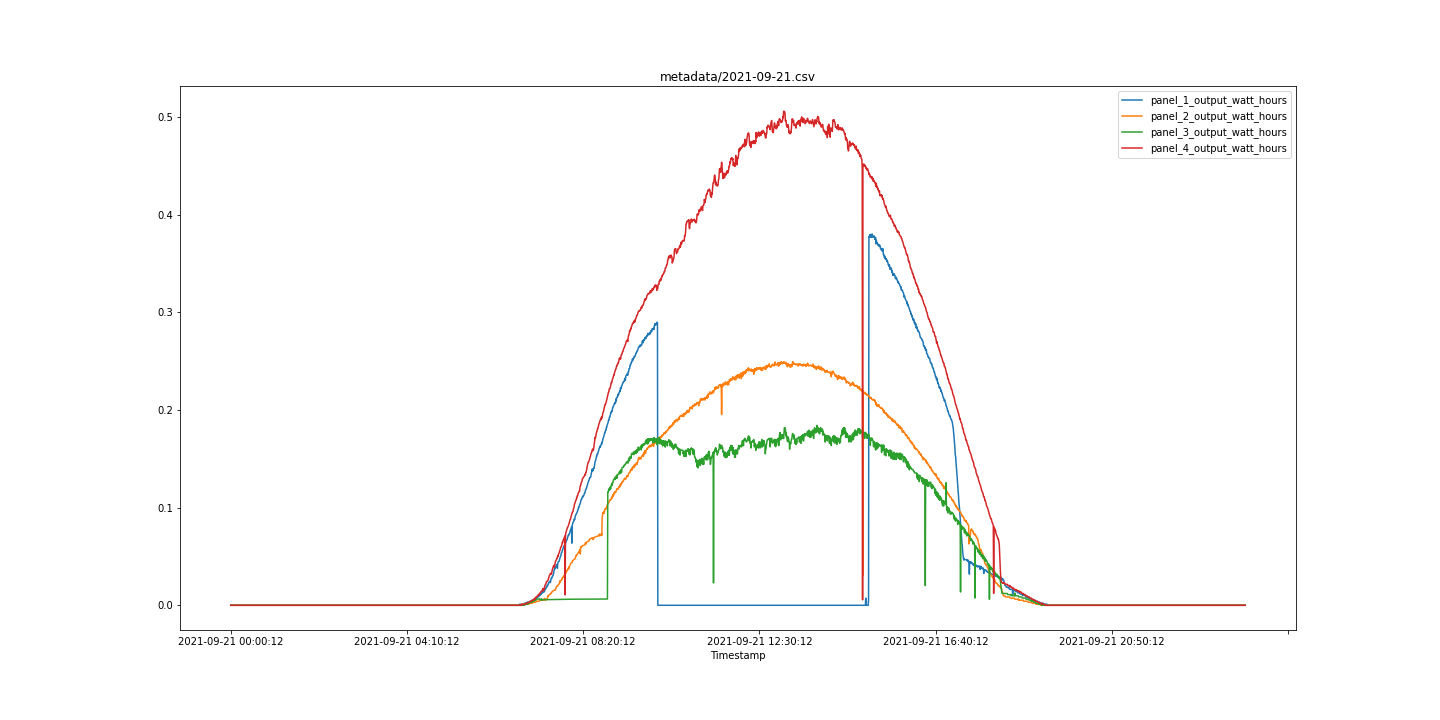 metadata/2021-09-21.csv
panel_1_output_watt_hours
panel_2_output_watt_hours
panel_3_output_watt_hours
panel_4_output_watt_hours
0.5
0.4
0.3
0.2
0.1
0.0
2021-09-21 00:00:12 2021-09-21 04:10:12 2021-09-21 08:20:12 2021-09-21 12:30:12 2021-09-21 16:40:12 2021-09-21 20:50:12
Timestamp